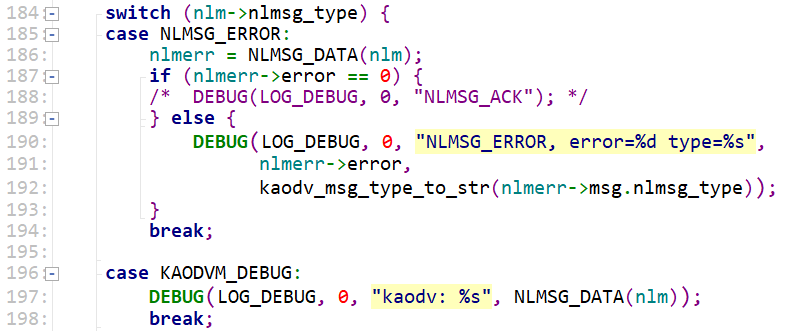 184: switch (nlm->nlmsg_type) {
185: case NLMSG_ERROR:
186: nlmerr = NLMSG_DATA(nlm);
187: if (nlmerr->error == 0) {
188: /*  DEBUG(LOG_DEBUG, 0, "NLMSG_ACK"); */
189: } else {
190: DEBUG(LOG_DEBUG, 0, "NLMSG_ERROR, error=%d type=%s",
191: nlmerr->error,
192: kaodv_msg_type_to_str(nlmerr->msg.nlmsg_type));
193: }
194: break;
195:
196: case KAODVM_DEBUG:
197: DEBUG(LOG_DEBUG, 0, "kaodv: %s", NLMSG_DATA(nlm));
198: break;